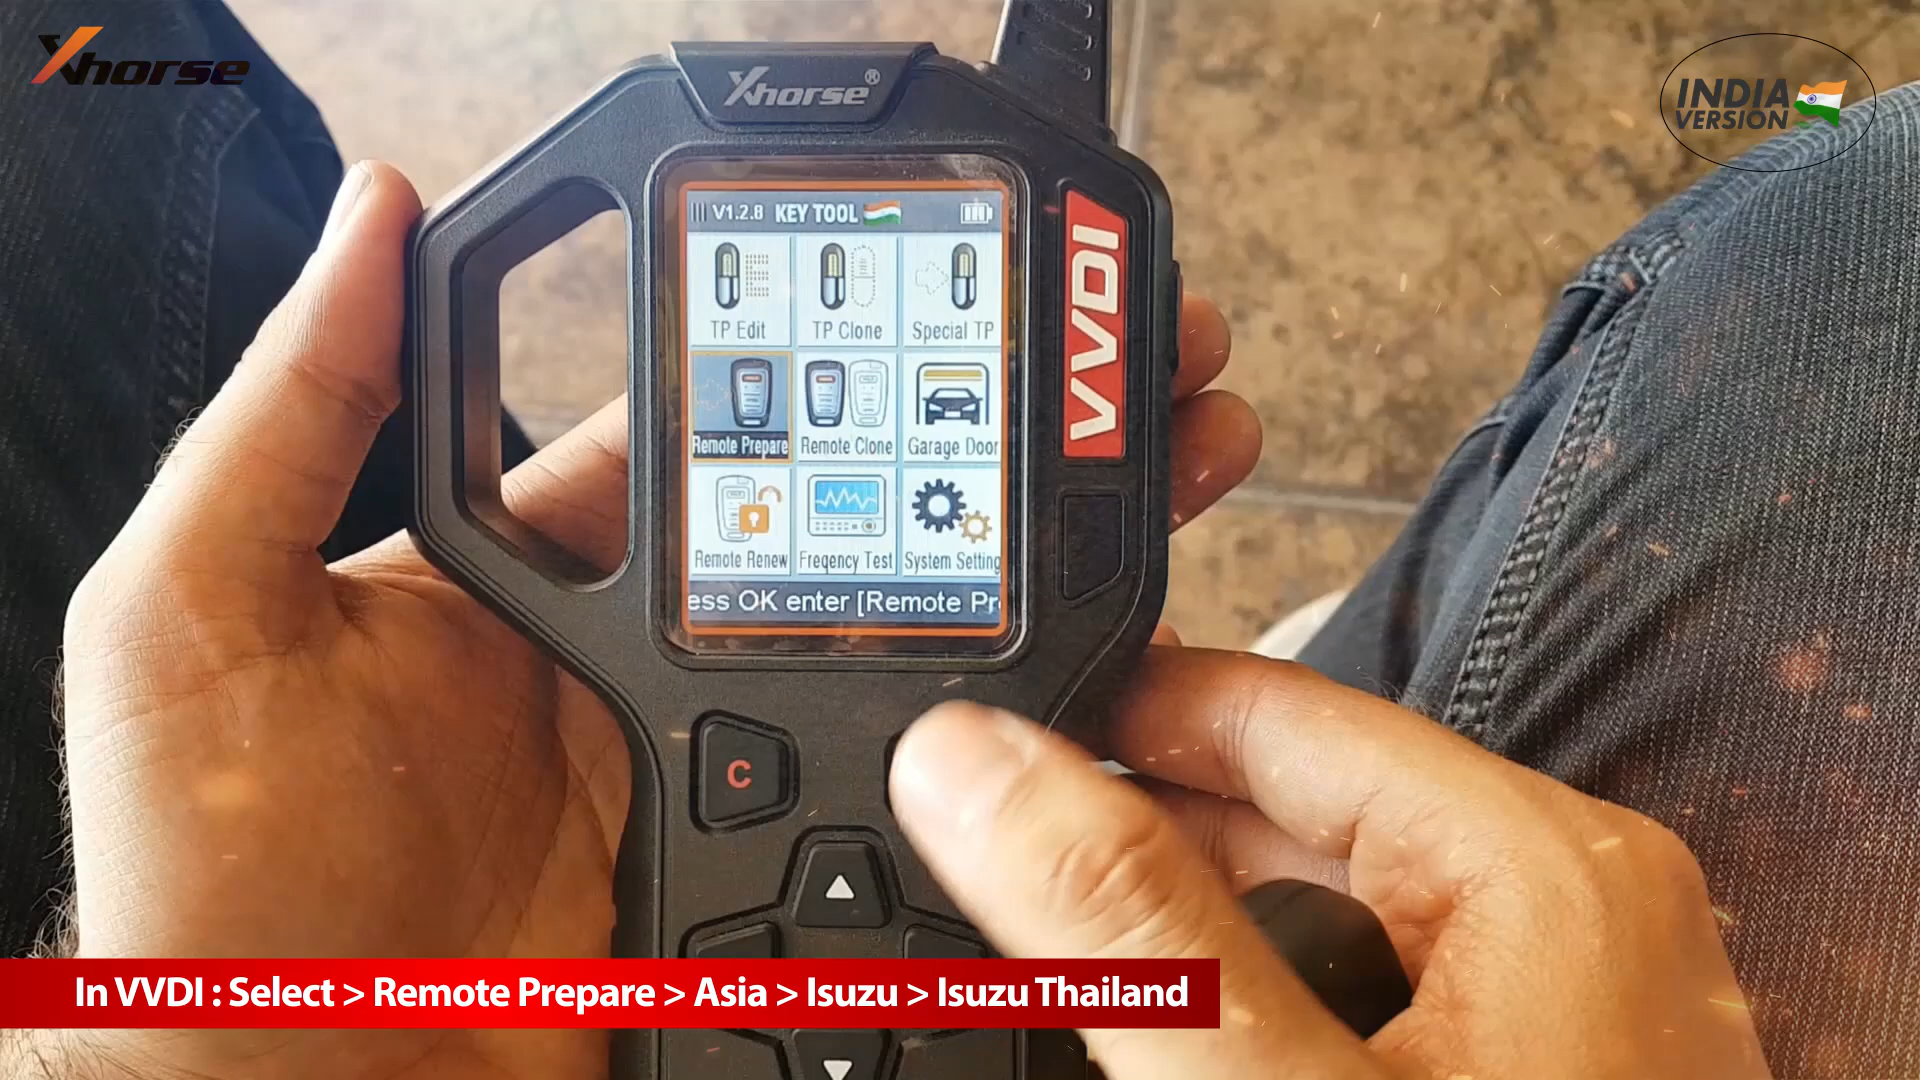 Xhorse
INDIA
VERSION
Xhorse®
V1.2.8 KEY TOOL
TP Edit
TP Clone
Special TP
Remote Prepare
Remote Clone
Garage Door
Remote Renew
Freqency Test
System Setting
ess OK enter [Remote Pr
VVDI
C
In VVDI : Select > Remote Prepare > Asia > Isuzu > Isuzu Thailand